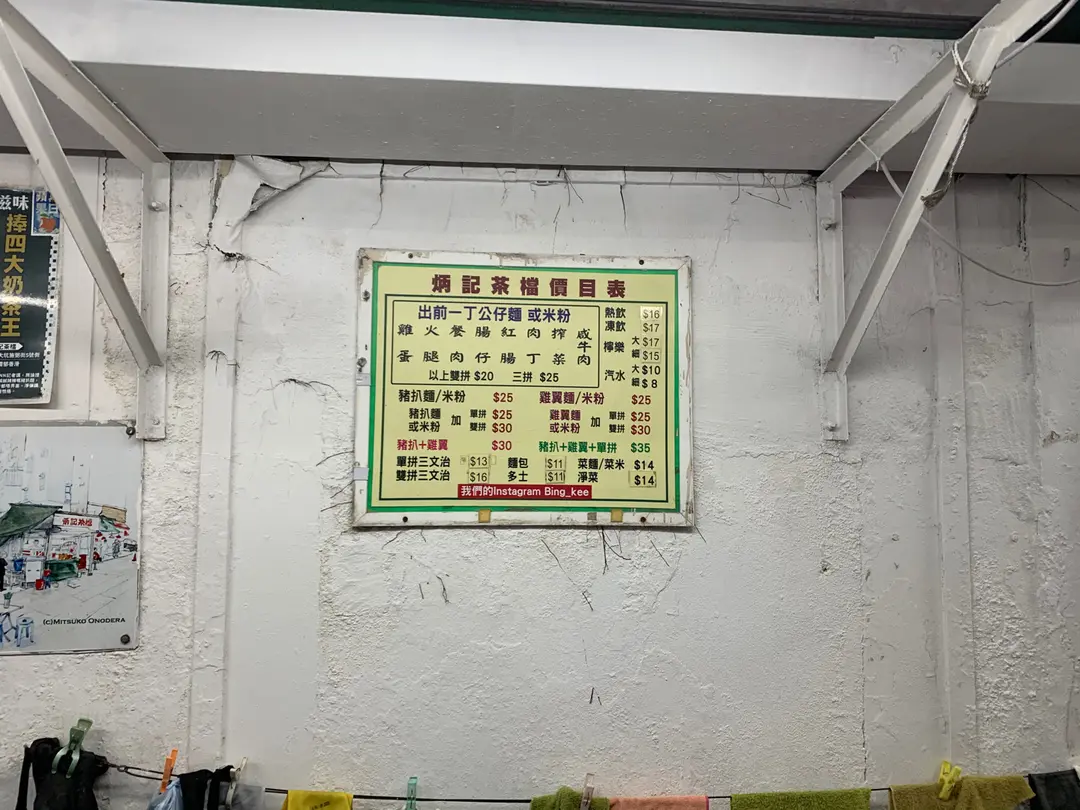 滋味
捧四大奶茶王
炳記茶檔價目表
出前一丁公仔麵 或米粉
雞 火 餐 腸 紅 肉 搾 咸牛肉
蛋 腿 肉 仔 腸 丁 菜
以上雙拼 $20 三拼 $25
熱飲 $16
凍飲 $17
檸樂 大 $17
細 $15
汽水 大 $10
細 $8
豬扒麵/米粉 $25 雞翼麵/米粉 $25
豬扒麵或米粉 加 單拼 $25 雞翼麵或米粉 加 單拼 $25
雙拼 $30 雙拼 $30
豬扒+雞翼 $30 豬扒+雞翼+單拼 $35
單拼三文治 $13 麵包 $11 菜麵/菜米 $14
雙拼三文治 $16 多士 $11 淨菜 $14
我們的Instagram Bing_kee
炳記茶檔
(c)Mitsuko Onodera